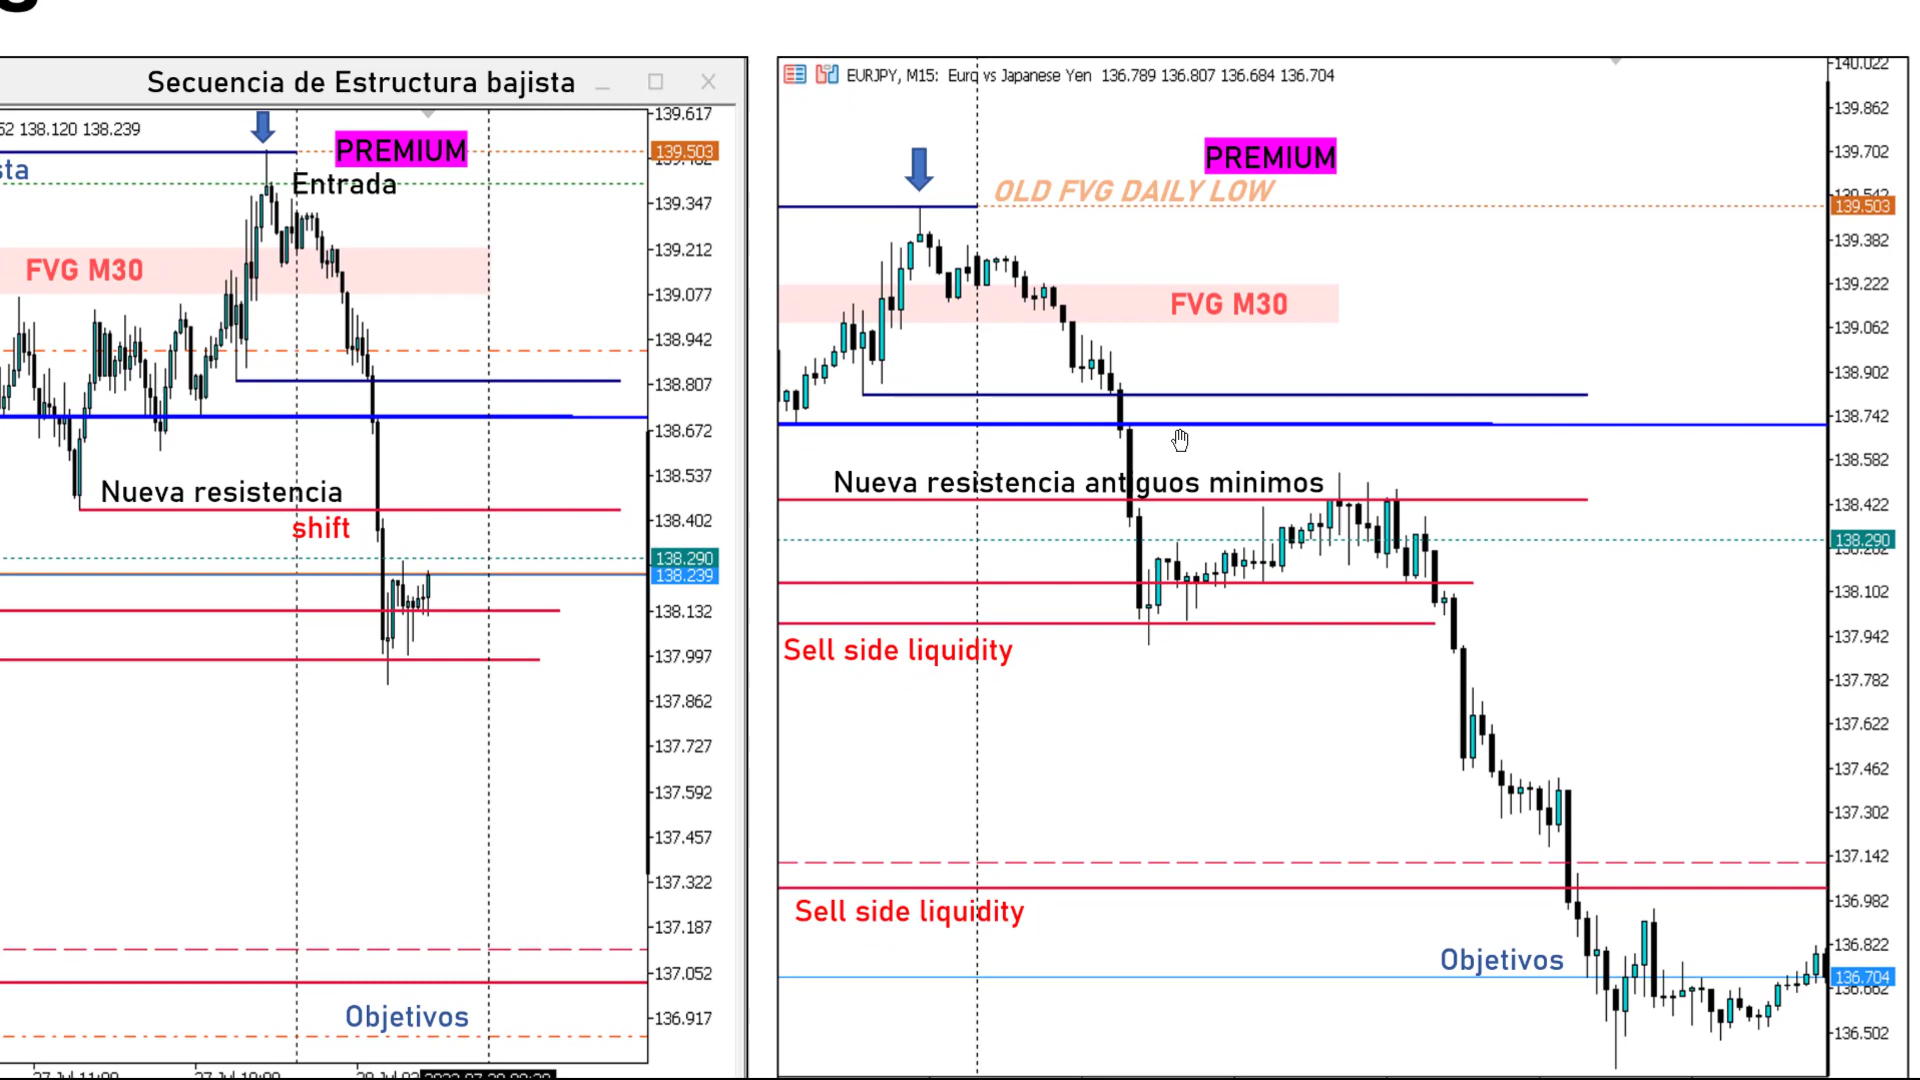 Secuencia de Estructura bajista
52 138.120 138.239
139.617
PREMIUM
139.503
sta
Entrada
139.347
139.212
FVG M30
139.077
138.942
138.807
138.672
138.537
Nueva resistencia
138.402
shift
138.290
138.239
138.132
137.997
137.862
137.727
137.592
137.457
137.322
137.187
137.052
Objetivos
136.917
EURJPY, M15: Euro vs Japanese Yen 136.789 136.807 136.684 136.704
140.022
139.862
PREMIUM
139.702
OLD FVG DAILY LOW
139.542
139.503
139.382
139.222
FVG M30
139.062
138.902
138.742
138.582
Nueva resistencia antiguos minimos
138.422
138.290
138.102
137.942
Sell side liquidity
137.782
137.622
137.462
137.302
137.142
Sell side liquidity
136.982
136.822
Objetivos
136.704
136.662
136.502